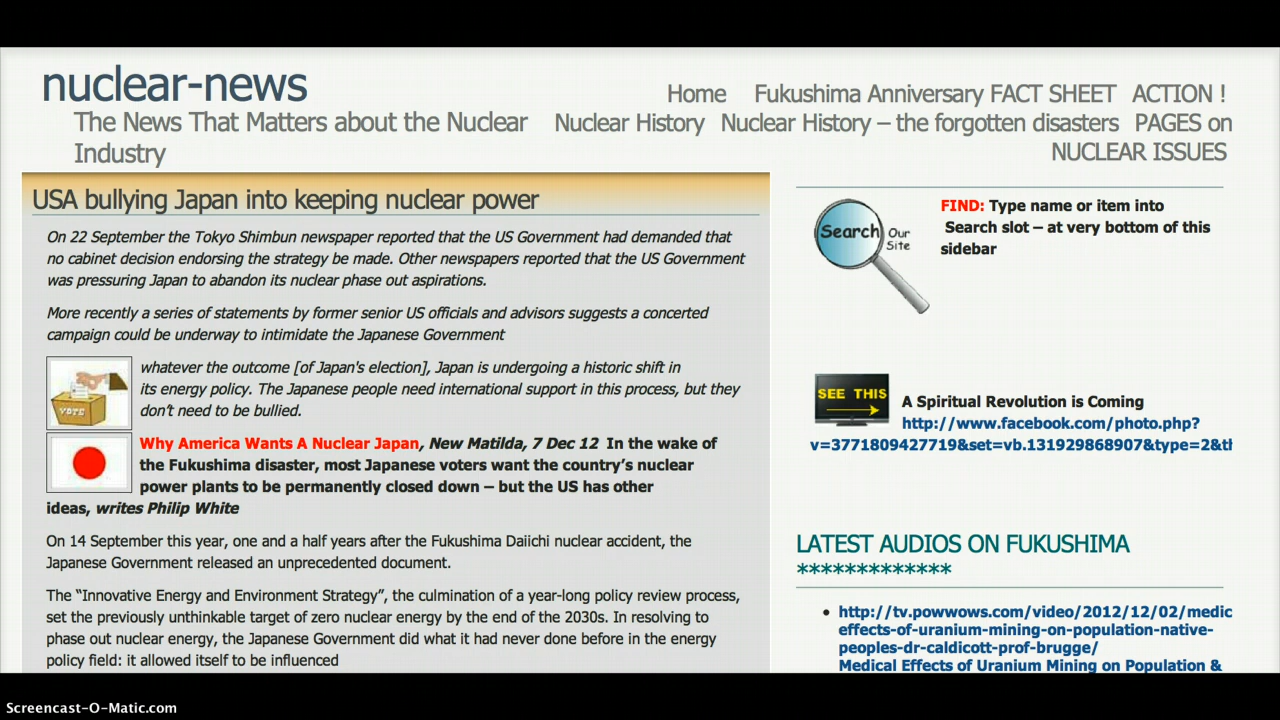 nuclear-news
The News That Matters about the Nuclear
Industry
Home Fukushima Anniversary FACT SHEET ACTION !
Nuclear History Nuclear History – the forgotten disasters PAGES on
NUCLEAR ISSUES
USA bullying Japan into keeping nuclear power
On 22 September the Tokyo Shimbun newspaper reported that the US Government had demanded that
no cabinet decision endorsing the strategy be made. Other newspapers reported that the US Government
was pressuring Japan to abandon its nuclear phase out aspirations.
More recently a series of statements by former senior US officials and advisors suggests a concerted
campaign could be underway to intimidate the Japanese Government
VOTE
whatever the outcome [of Japan's election], Japan is undergoing a historic shift in
its energy policy. The Japanese people need international support in this process, but they
don’t need to be bullied.
Why America Wants A Nuclear Japan, New Matilda, 7 Dec 12 In the wake of
the Fukushima disaster, most Japanese voters want the country’s nuclear
power plants to be permanently closed down – but the US has other
ideas, writes Philip White
On 14 September this year, one and a half years after the Fukushima Daiichi nuclear accident, the
Japanese Government released an unprecedented document.
The “Innovative Energy and Environment Strategy”, the culmination of a year-long policy review process,
set the previously unthinkable target of zero nuclear energy by the end of the 2030s. In resolving to
phase out nuclear energy, the Japanese Government did what it had never done before in the energy
policy field: it allowed itself to be influenced
Search Our
Site
FIND: Type name or item into
Search slot – at very bottom of this
sidebar
SEE THIS
A Spiritual Revolution is Coming
http://www.facebook.com/photo.php?
v=3771809427719&set=vb.131929868907&type=2&tl
LATEST AUDIOS ON FUKUSHIMA
*************
http://tv.powwows.com/video/2012/12/02/medic
effects-of-uranium-mining-on-population-native-
peoples-dr-caldicott-prof-brugge/
Medical Effects of Uranium Mining on Population &
Screencast-O-Matic.com